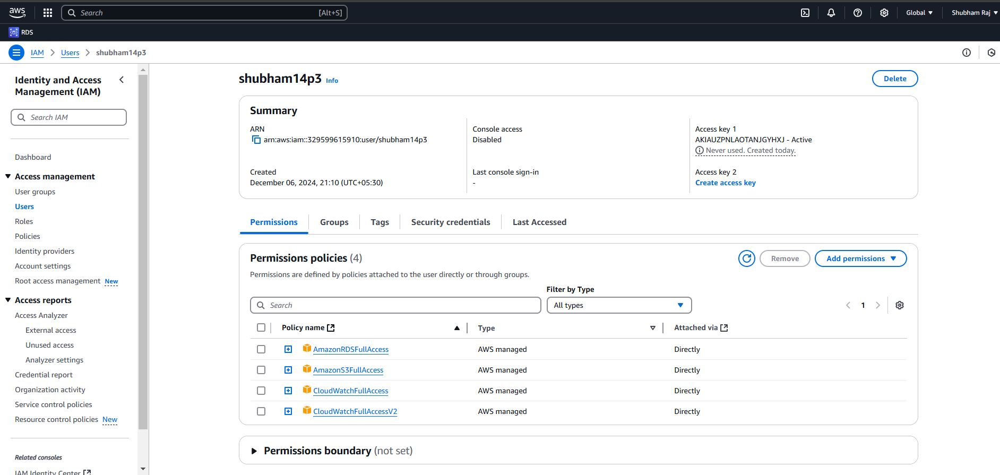 aws
Search [Alt+S]
Global
Shubham Raj
RDS
IAM > Users > shubham14p3
Identity and Access
Management (IAM)
Search IAM
Dashboard
Access management
User groups
Users
Roles
Policies
Identity providers
Account settings
Root access management New
Access reports
Access Analyzer
External access
Unused access
Analyzer settings
Credential report
Organization activity
Service control policies
Resource control policies New
Related consoles
IAM Identity Center
shubham14p3 Info
Delete
Summary
ARN
arn:aws:iam::329599615910:user/shubham14p3
Console access
Disabled
Access key 1
AKIAUZPNLAOTANJGYHXJ - Active
Never used. Created today.
Created
December 06, 2024, 21:10 (UTC+05:30)
Last console sign-in
-
Access key 2
Create access key
Permissions
Groups
Tags
Security credentials
Last Accessed
Permissions policies (4)
Remove
Add permissions
Permissions are defined by policies attached to the user directly or through groups.
Filter by Type
Search
All types
1
Policy name
Type
Attached via
AmazonRDSFullAccess AWS managed Directly
AmazonS3FullAccess AWS managed Directly
CloudWatchFullAccess AWS managed Directly
CloudWatchFullAccessV2 AWS managed Directly
Permissions boundary (not set)